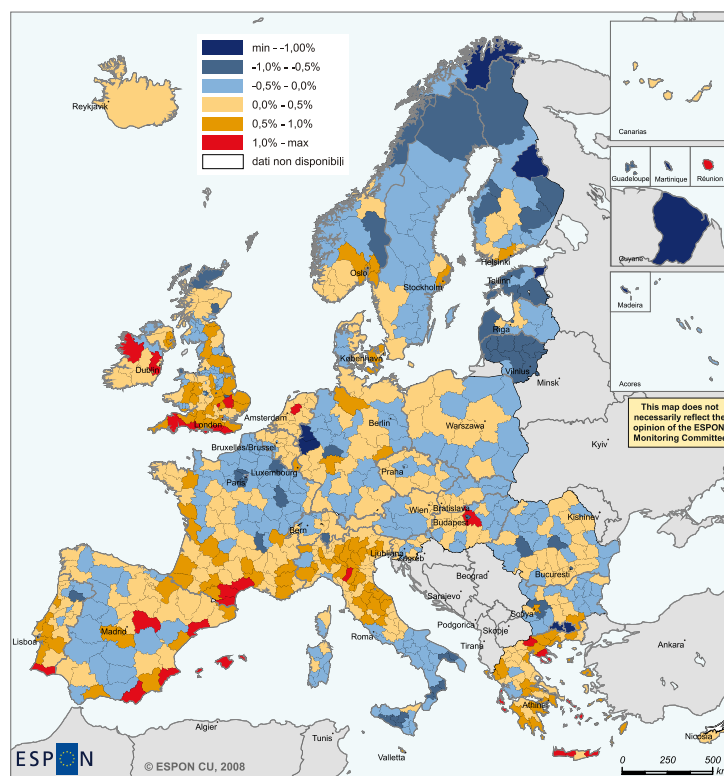 min - -1,00%
-1,0% - -0,5%
-0,5% - 0,0%
0,0% - 0,5%
0,5% - 1,0%
1,0% - max
dati non disponibili
Reykjavik
Canarias
Guadeloupe
Martinique
Réunion
Guyane
Madeira
Acores
This map does not
necessarily reflect the
opinion of the ESPON
Monitoring Committee
Oslo
Helsinki
Stockholm
Tallinn
Riga
Vilnius
Minsk
København
Dublin
London
Amsterdam
Berlin
Warszawa
Kyiv
Bruxelles/Brussel
Luxembourg
Paris
Praha
Wien
Bratislava
Budapest
Kishinev
Bern
Ljubljana
Zagreb
Beograd
Bucuresti
Sarajevo
Sofiya
Podgorica
Skopje
Tirana
Roma
Madrid
Lisboa
Ankara
Athinai
Nicosia
Algier
Tunis
Valletta
ESPON
© ESPON CU, 2008
0 250 500
km